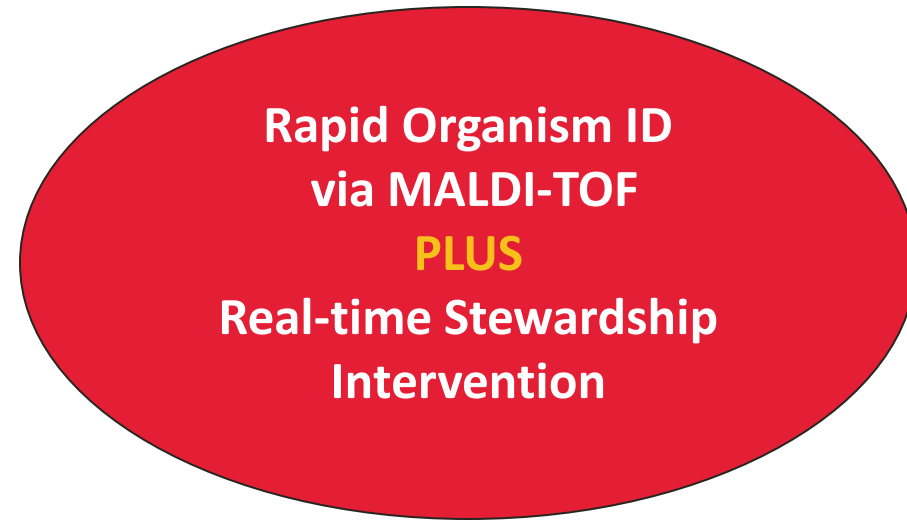 Rapid Organism ID
via MALDI-TOF
PLUS
Real-time Stewardship
Intervention